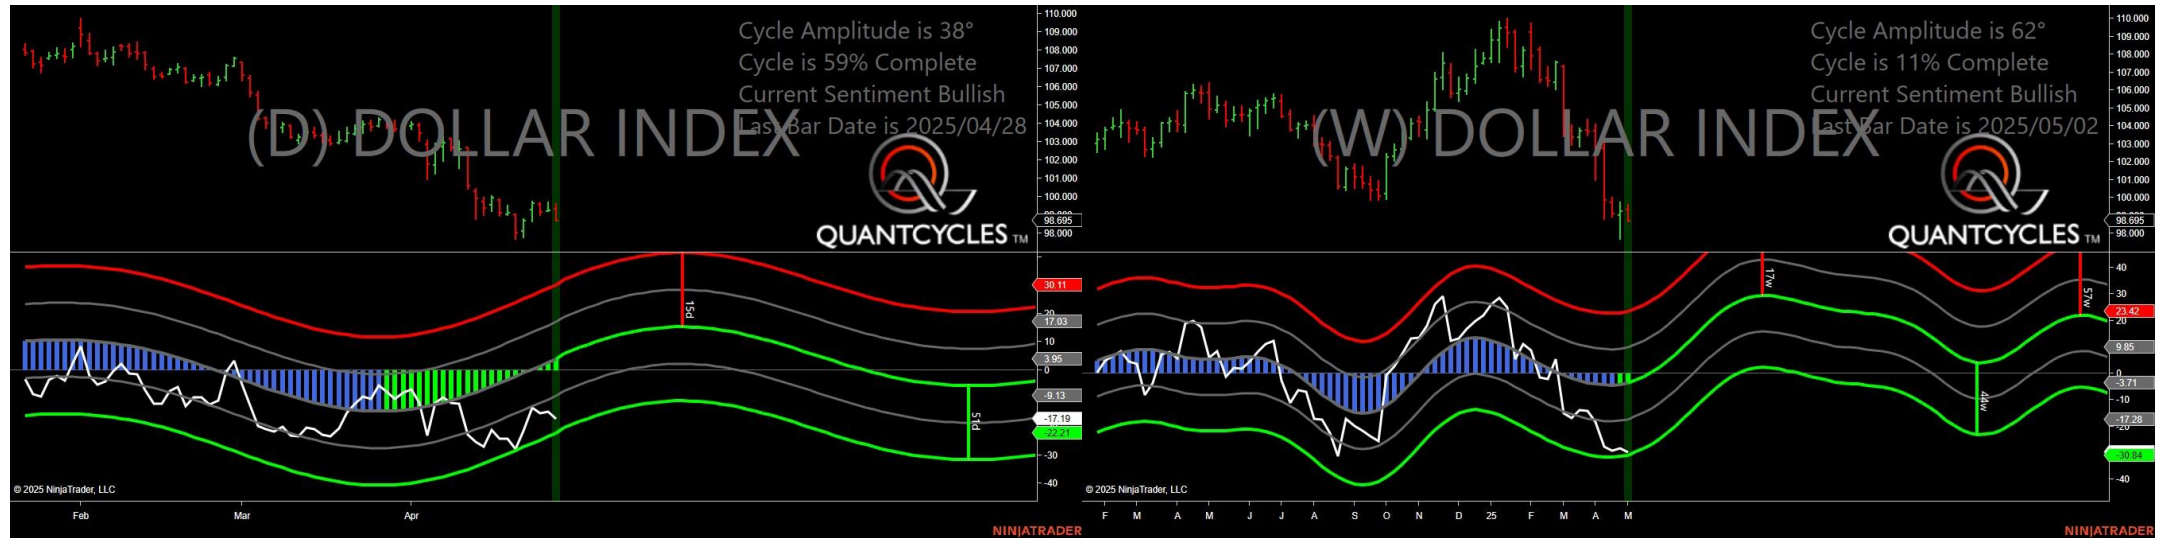 Cycle Amplitude is 38°
Cycle is 59% Complete
Current Sentiment Bullish
Last Bar Date is 2025/04/28
(D) DOLLAR INDEX
QUANTCYCLES TM
110.000
109.000
108.000
107.000
106.000
105.000
104.000
103.000
102.000
101.000
100.000
98.695
98.000
30.11
20
17.03
10
3.95
0
-9.13
-17.19
-22.21
-30
-40
15d
51d
© 2025 NinjaTrader, LLC
Feb
Mar
Apr
NINJATRADER
Cycle Amplitude is 62°
Cycle is 11% Complete
Current Sentiment Bullish
Last Bar Date is 2025/05/02
(W) DOLLAR INDEX
QUANTCYCLES TM
110.000
109.000
108.000
107.000
106.000
105.000
104.000
103.000
102.000
101.000
100.000
98.695
98.000
40
30
23.42
20
9.85
0
-3.71
-10
-17.28
-20
-30.84
-40
17w
44w
57w
© 2025 NinjaTrader, LLC
F M A M J J A S O N D 25 F M A M
NINJATRADER